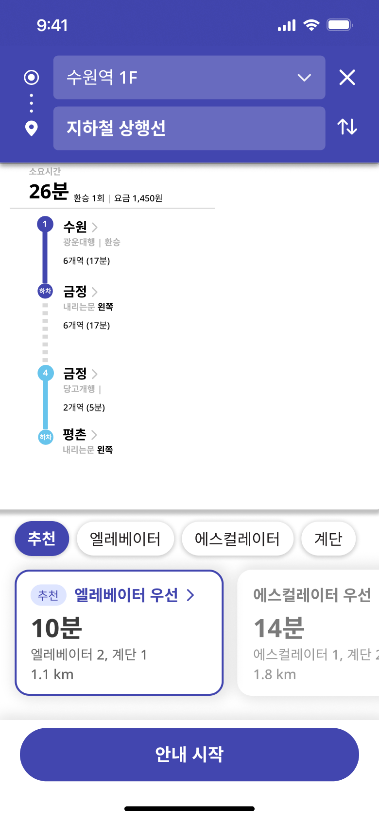 9:41
수원역 1F
지하철 상행선
소요시간
26분 환승 1회 | 요금 1,450원
1 수원
광운대행 | 환승
6개역 (17분)
하차 금정
내리는문 왼쪽
6개역 (17분)
4 금정
당고개행 |
2개역 (5분)
하차 평촌
내리는문 왼쪽
추천 엘레베이터 에스컬레이터 계단
추천 엘레베이터 우선
10분
엘레베이터 2, 계단 1
1.1 km
에스컬레이터 우선
14분
에스컬레이터 1, 계단 2
1.8 km
안내 시작